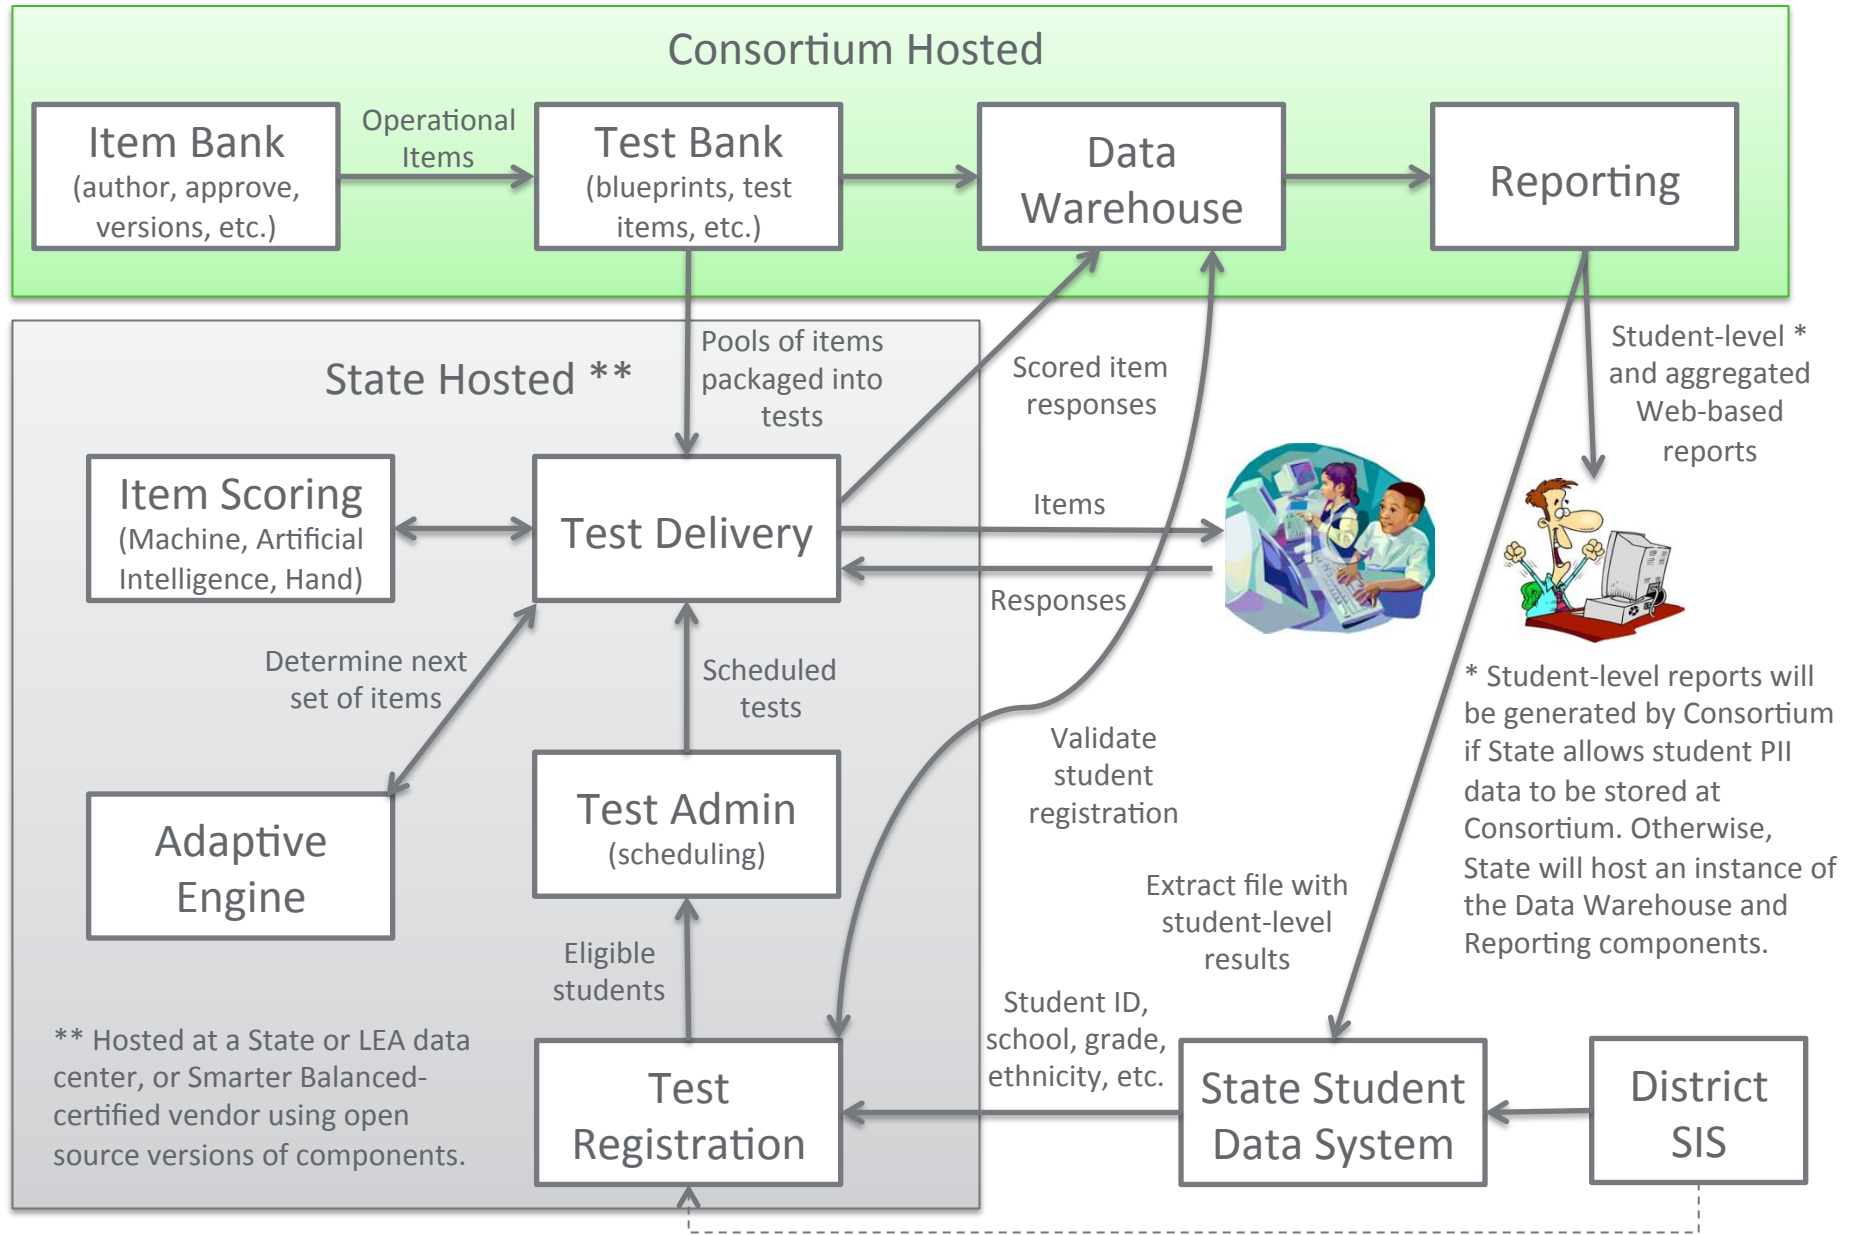 Consortium Hosted
Item Bank
(author, approve,
versions, etc.)
Operational
Items
Test Bank
(blueprints, test
items, etc.)
Data
Warehouse
Reporting
State Hosted **
Pools of items
packaged into
tests
Scored item
responses
Student-level *
and aggregated
Web-based
reports
Item Scoring
(Machine, Artificial
Intelligence, Hand)
Test Delivery
Items
Responses
Determine next
set of items
Scheduled
tests
Adaptive
Engine
Test Admin
(scheduling)
Validate
student
registration
* Student-level reports will
be generated by Consortium
if State allows student PII
data to be stored at
Consortium. Otherwise,
State will host an instance of
the Data Warehouse and
Reporting components.
Extract file with
student-level
results
Eligible
students
Student ID,
school, grade,
ethnicity, etc.
** Hosted at a State or LEA data
center, or Smarter Balanced-
certified vendor using open
source versions of components.
Test
Registration
State Student
Data System
District
SIS